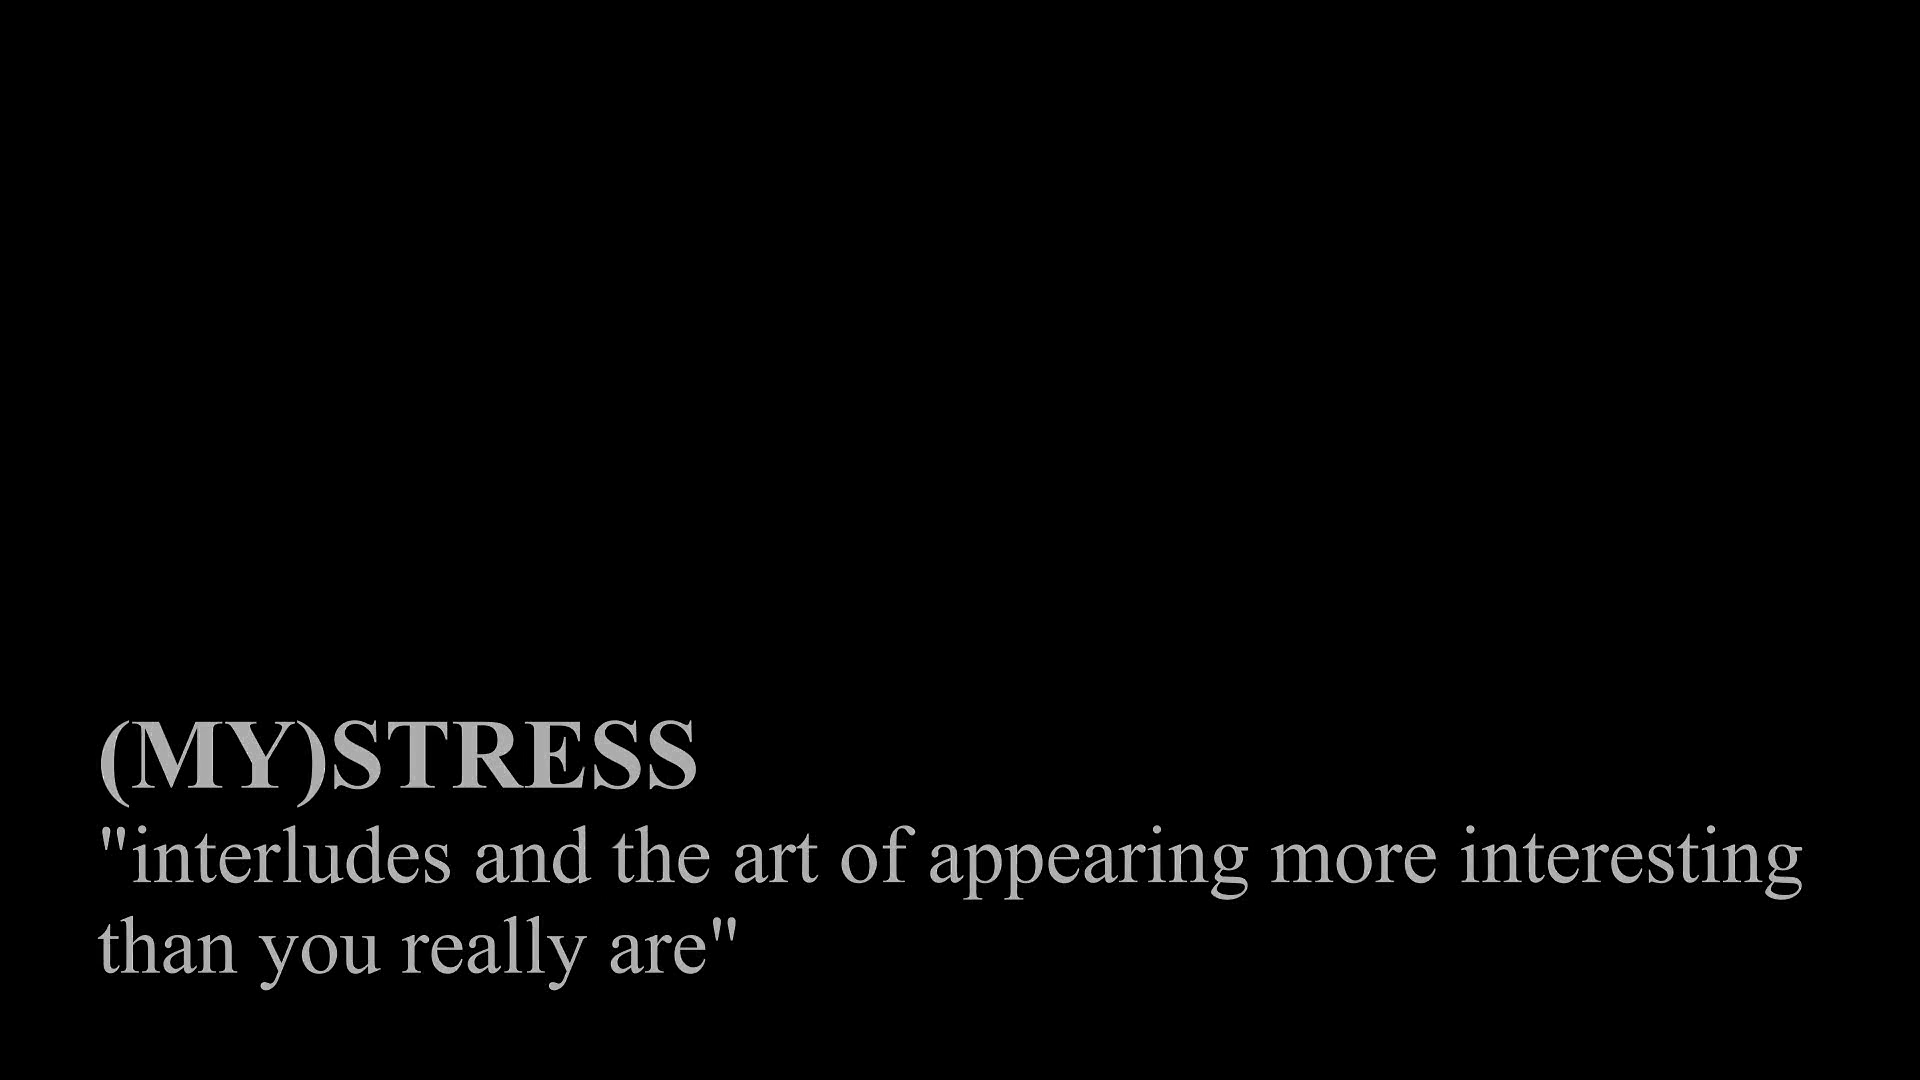 (MY)STRESS
"interludes and the art of appearing more interesting
than you really are"